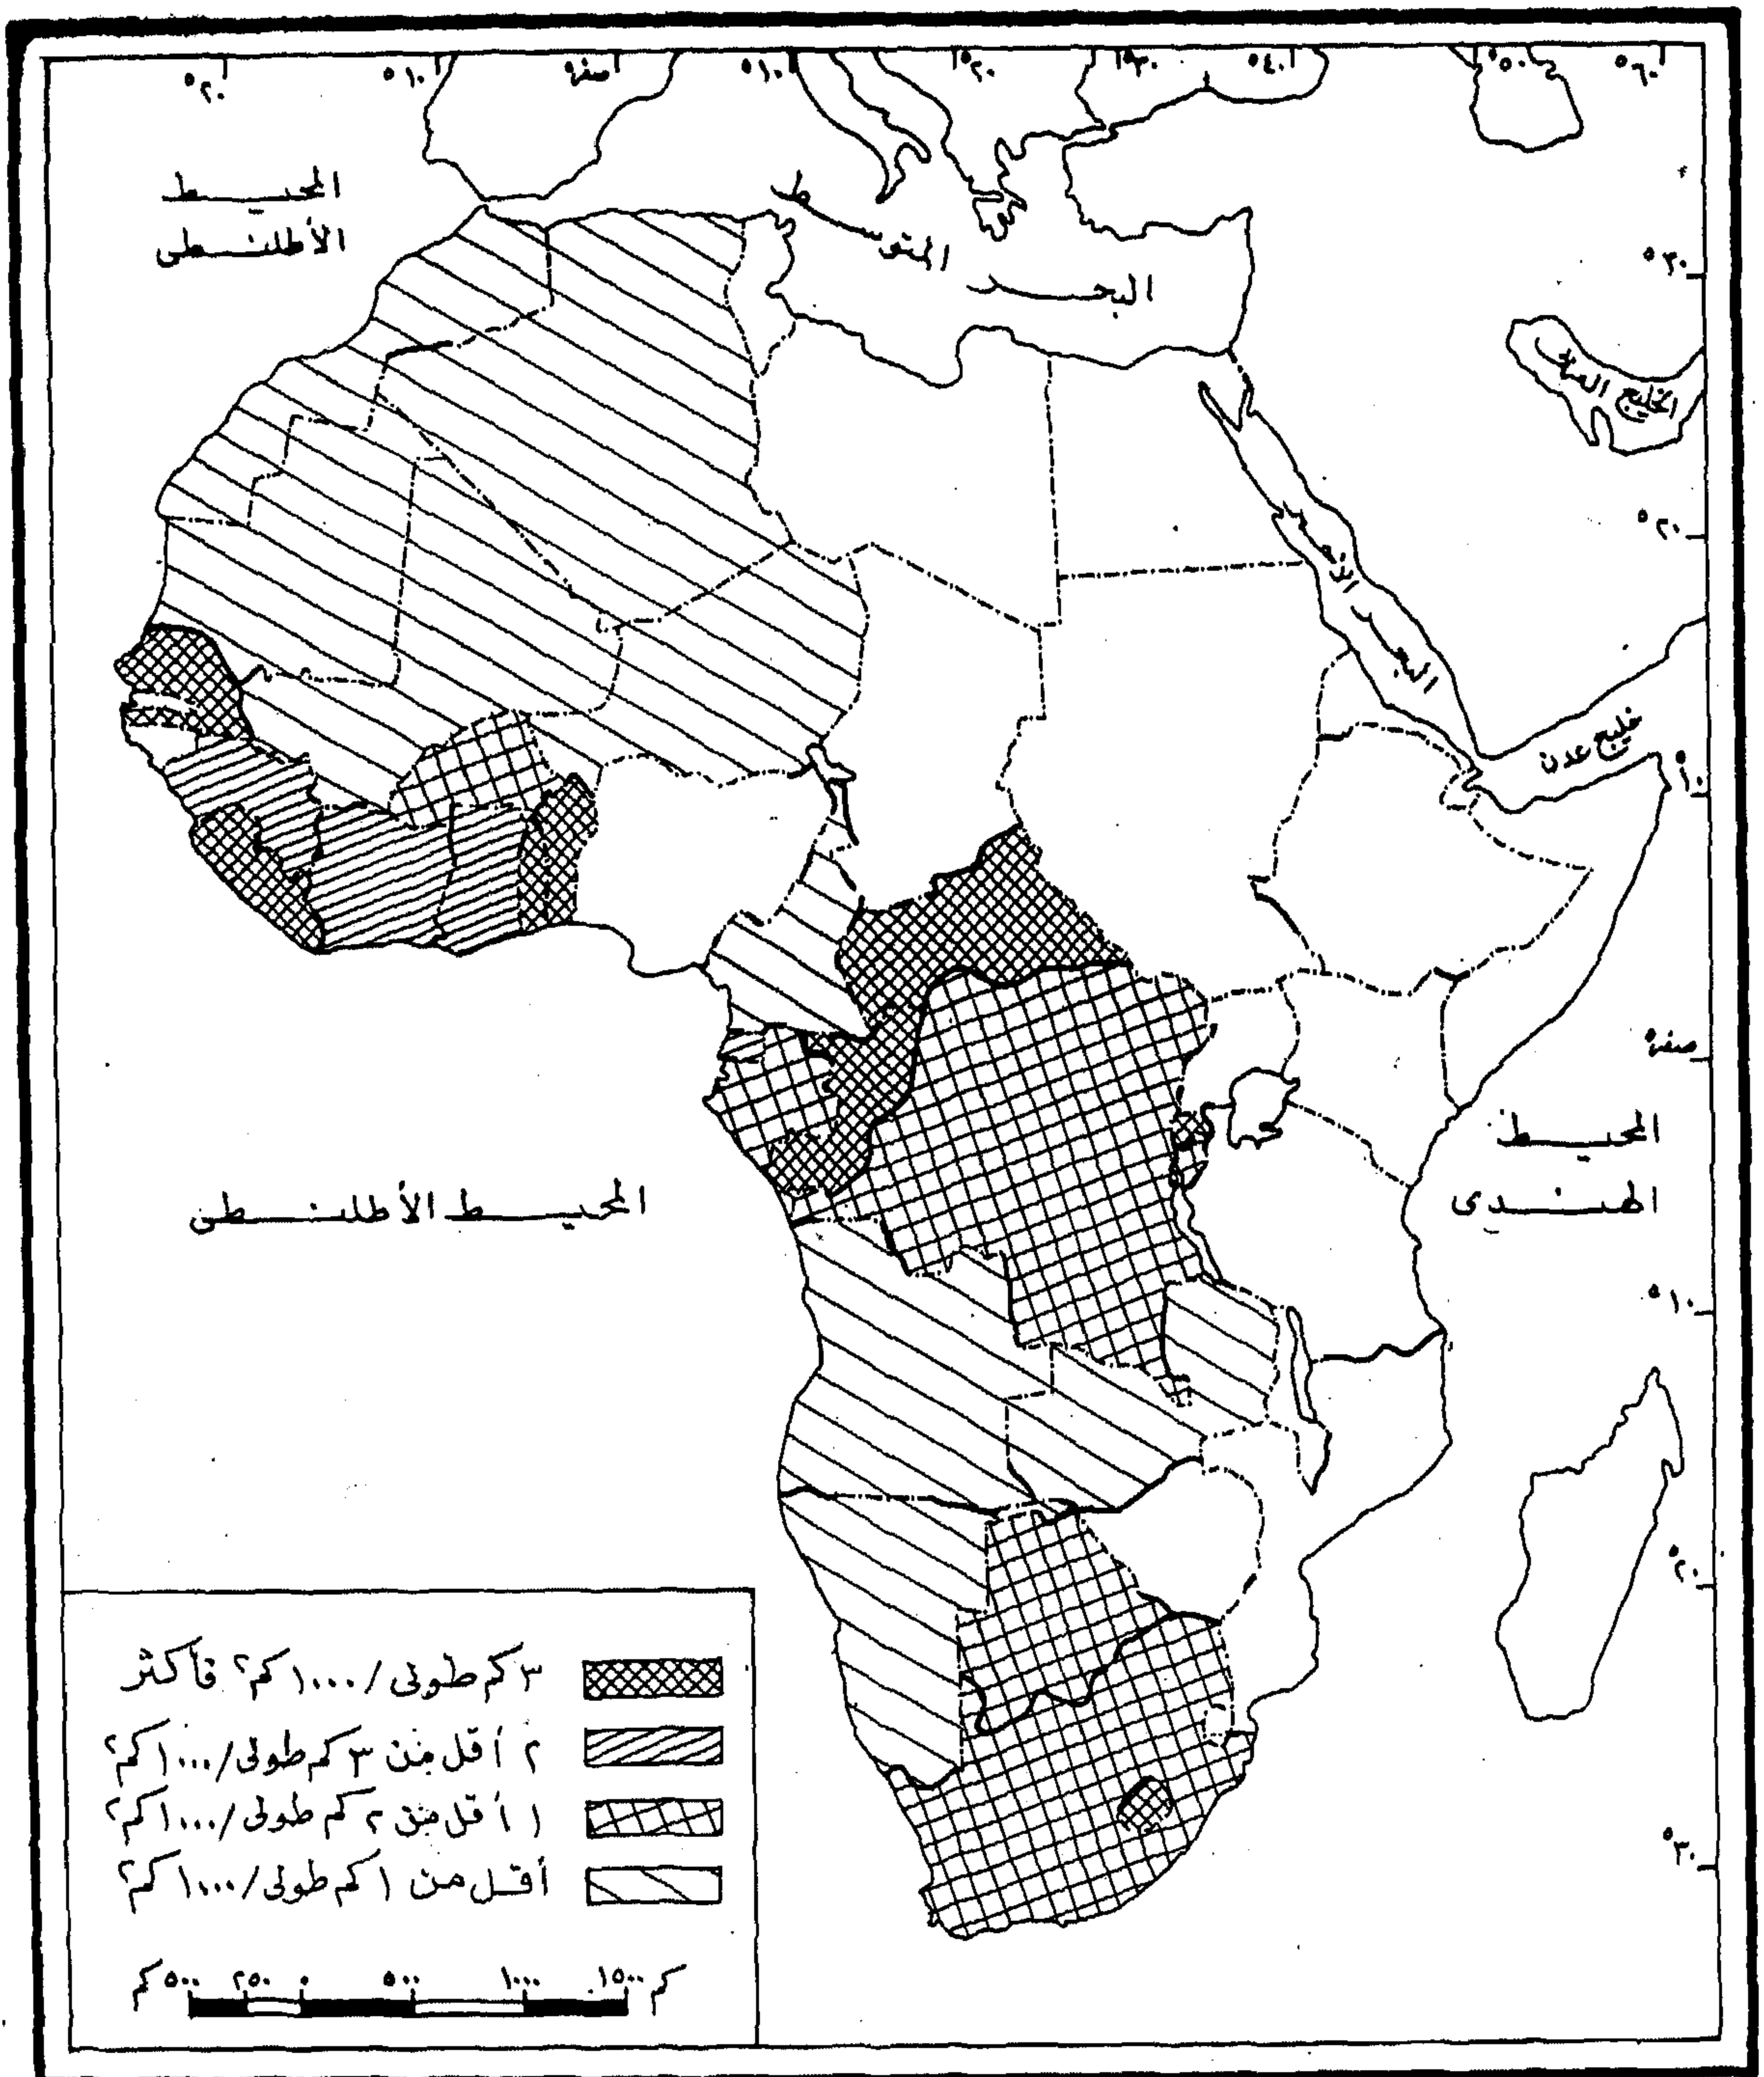 ٢٠° ١٠° صفر° ١٠° ٢٠° ٣٠° ٤٠° ٥٠° ٦٠°
المحيط
الأطلنطى
البحر المتوسط
٣٠°
الخليج العربى
٢٠°
البحر الأحمر
خليج عدن
١٠°
صفر°
المحيط
الهندى
المحيط الأطلنطى
١٠°
٢٠°
٣٠°
٣ كم طولى / ١٠٠٠ كم٢ فأكثر
٢ أقل من ٣ كم طولى / ١٠٠٠ كم٢
١ أقل من ٢ كم طولى / ١٠٠٠ كم٢
أقل من ١ كم طولى / ١٠٠٠ كم٢
كم ٥٠٠ ٢٥٠ ٠ ٥٠٠ ١٠٠٠ ١٥٠٠ كم